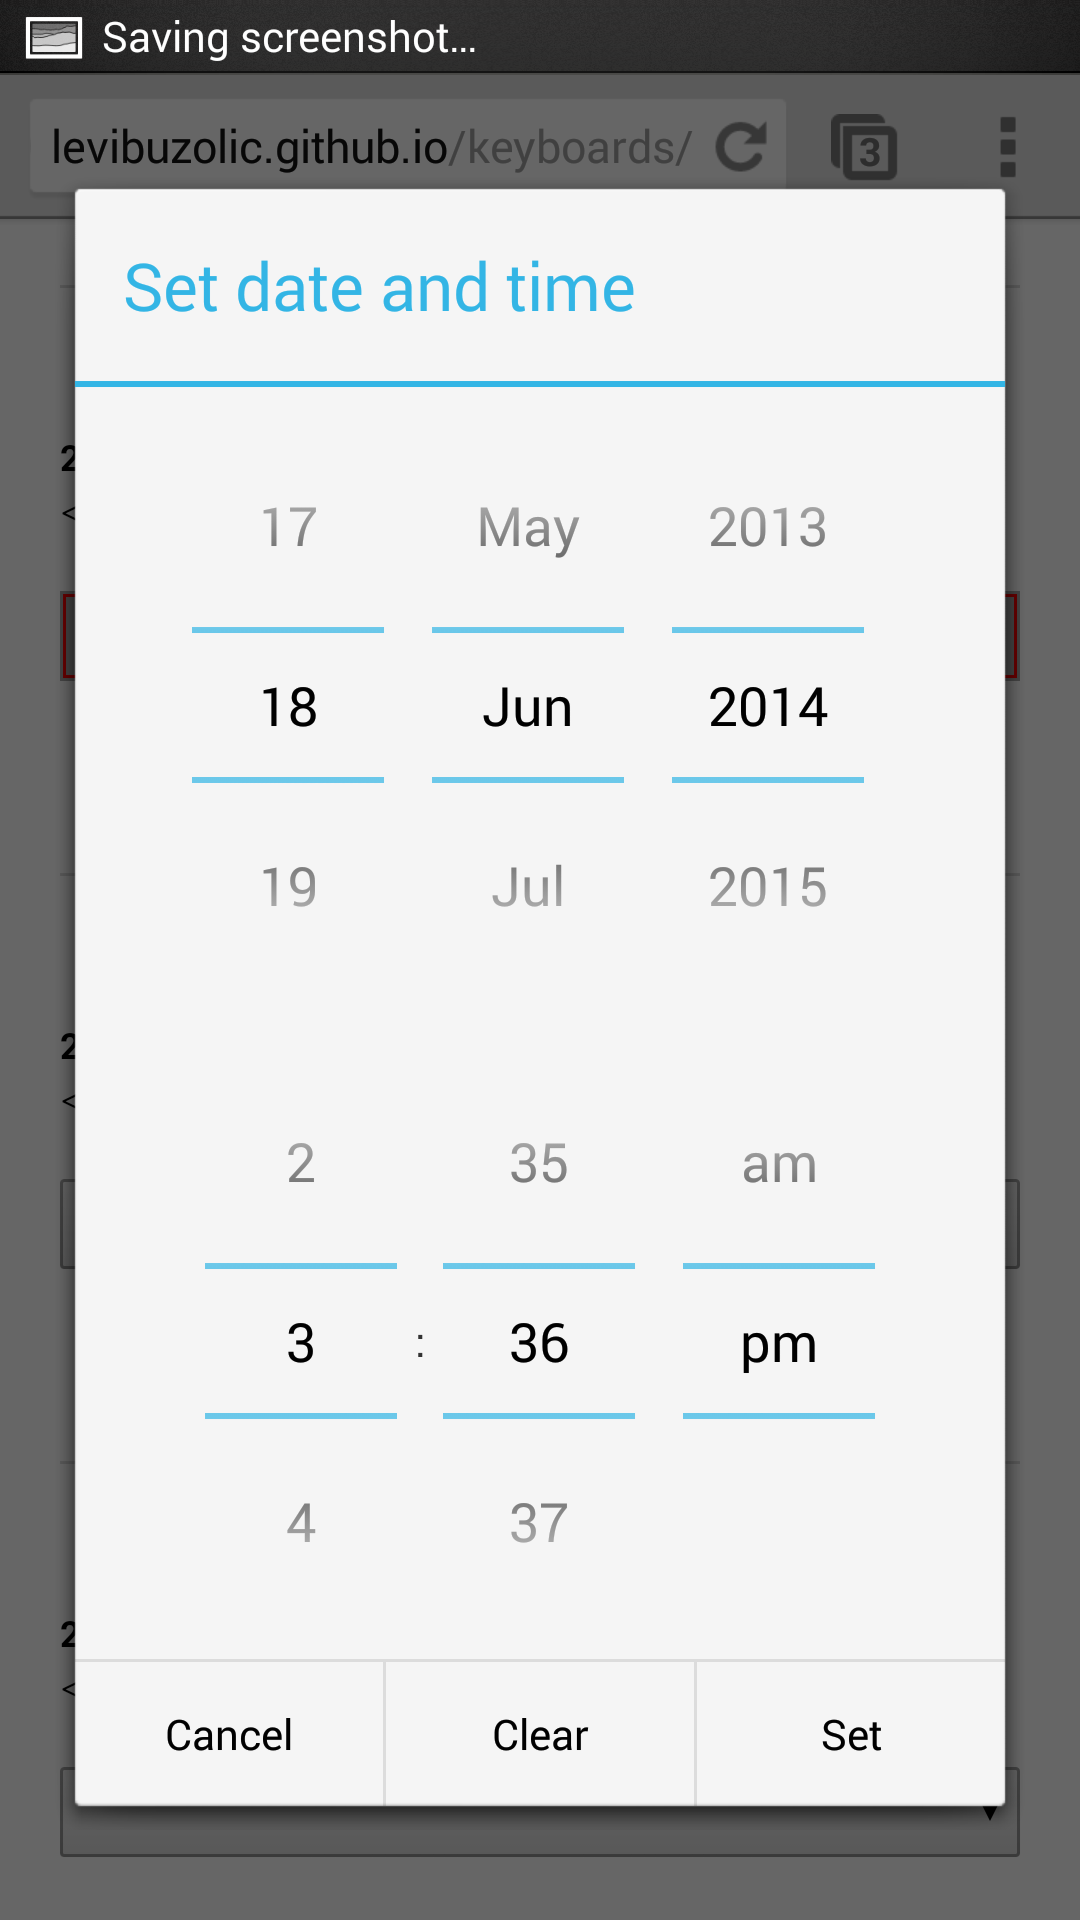 Saving screenshot...
levibuzolic.github.io/keyboards/
3
Set date and time
17 May 2013
18 Jun 2014
19 Jul 2015
2 35 am
3 : 36 pm
4 37
Cancel Clear Set